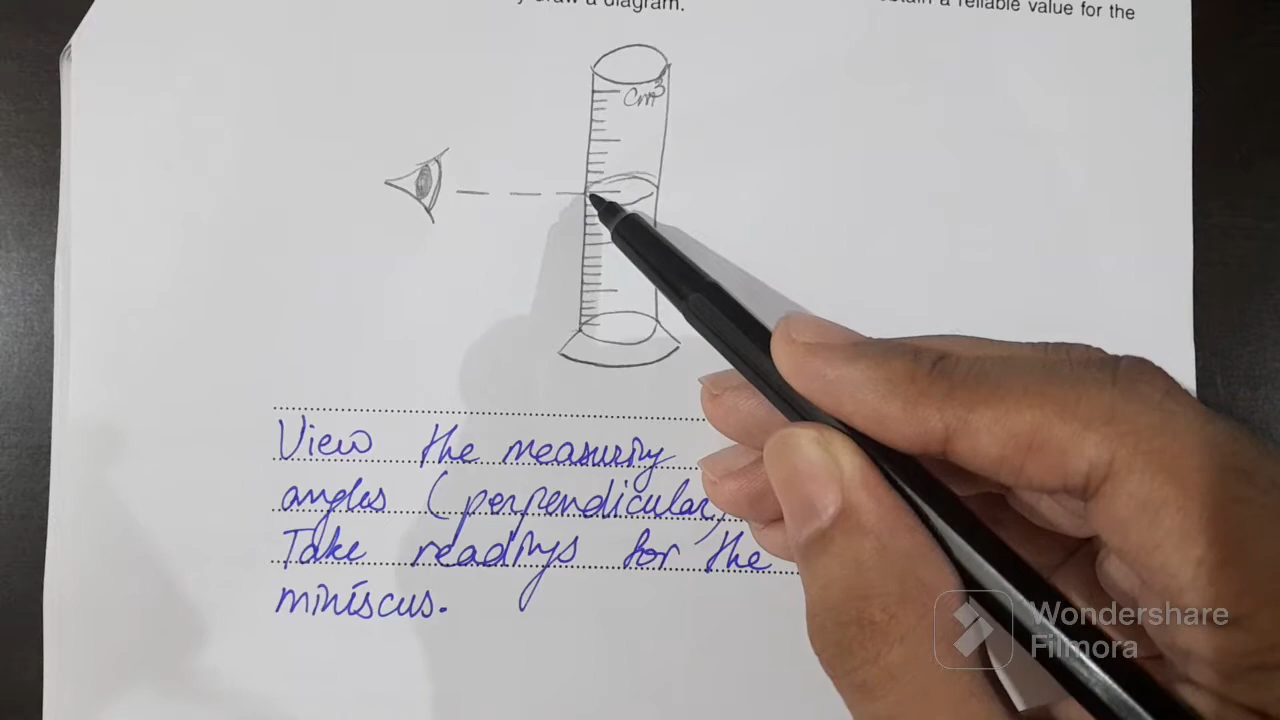 draw a diagram.
a reliable value for the
cm³
View the measuring
angles (perpendicular)
Take readings for the
miniscus.
Wondershare
Filmora